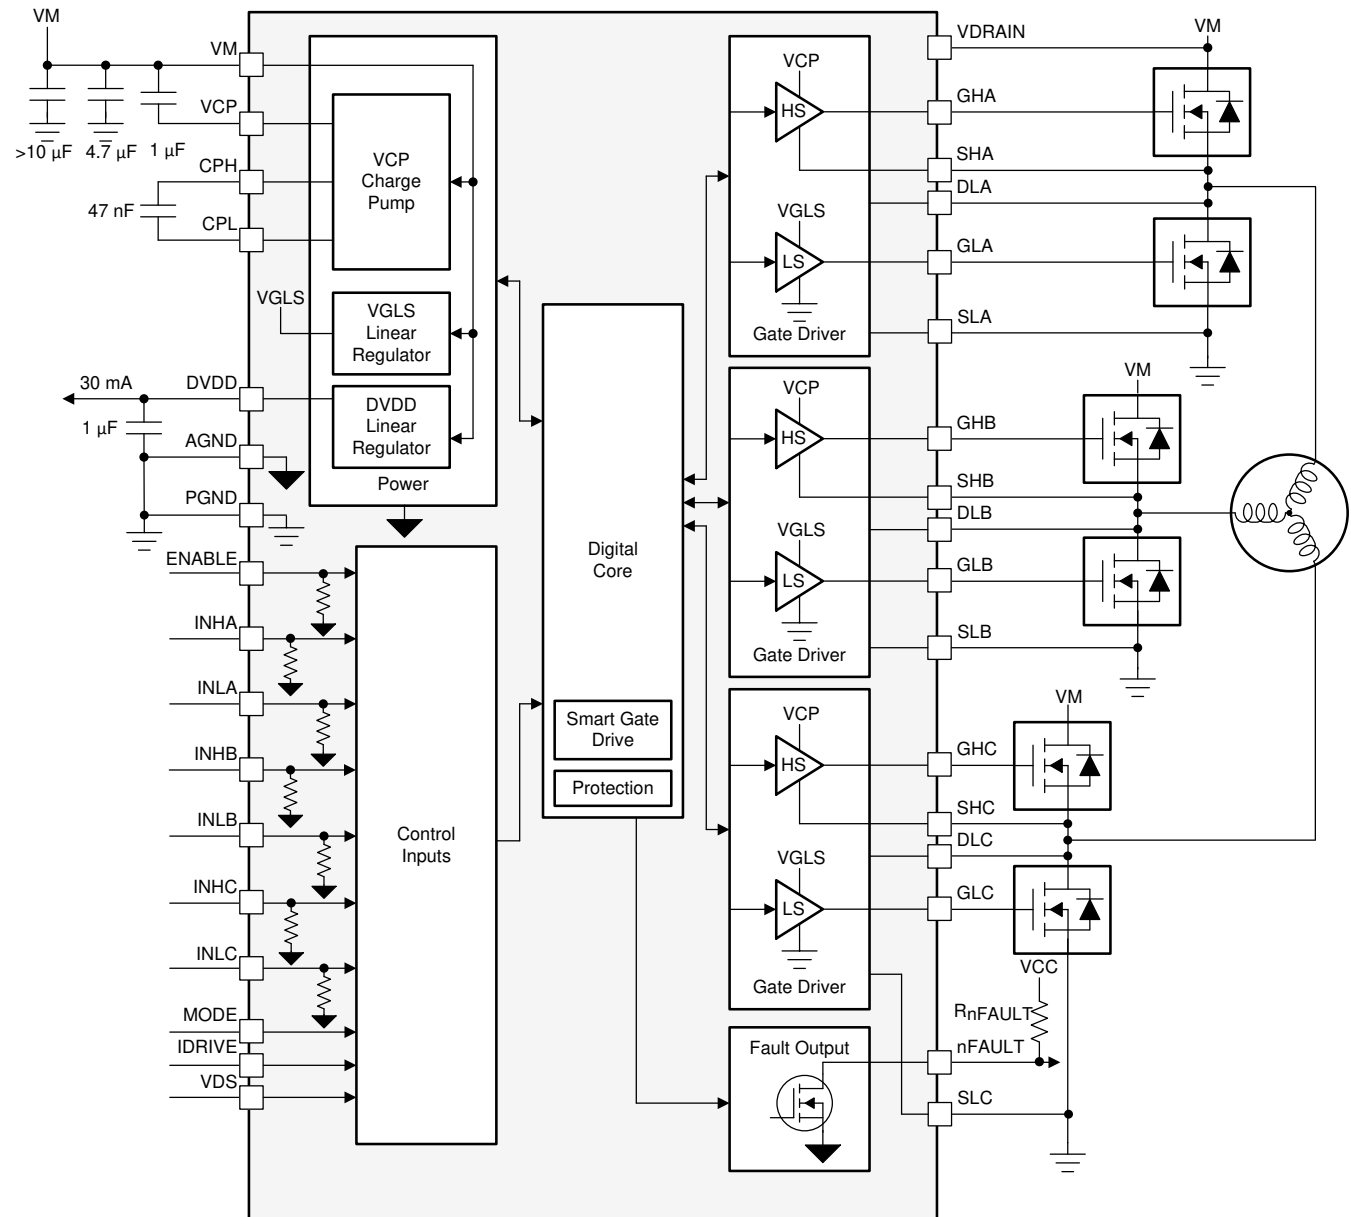 VM
VM
VCP
>10 µF
4.7 µF
1 µF
CPH
47 nF
CPL
VCP
Charge
Pump
VGLS
VGLS
Linear
Regulator
30 mA
DVDD
1 µF
DVDD
Linear
Regulator
AGND
Power
PGND
ENABLE
INHA
INLA
INHB
INLB
INHC
INLC
MODE
IDRIVE
VDS
Control
Inputs
Digital
Core
Smart Gate
Drive
Protection
VCP
HS
VGLS
LS
Gate Driver
VCP
HS
VGLS
LS
Gate Driver
VCP
HS
VGLS
LS
Gate Driver
Fault Output
VDRAIN
VM
GHA
SHA
DLA
GLA
SLA
VM
GHB
SHB
DLB
GLB
SLB
VM
GHC
SHC
DLC
GLC
VCC
RnFAULT
nFAULT
SLC